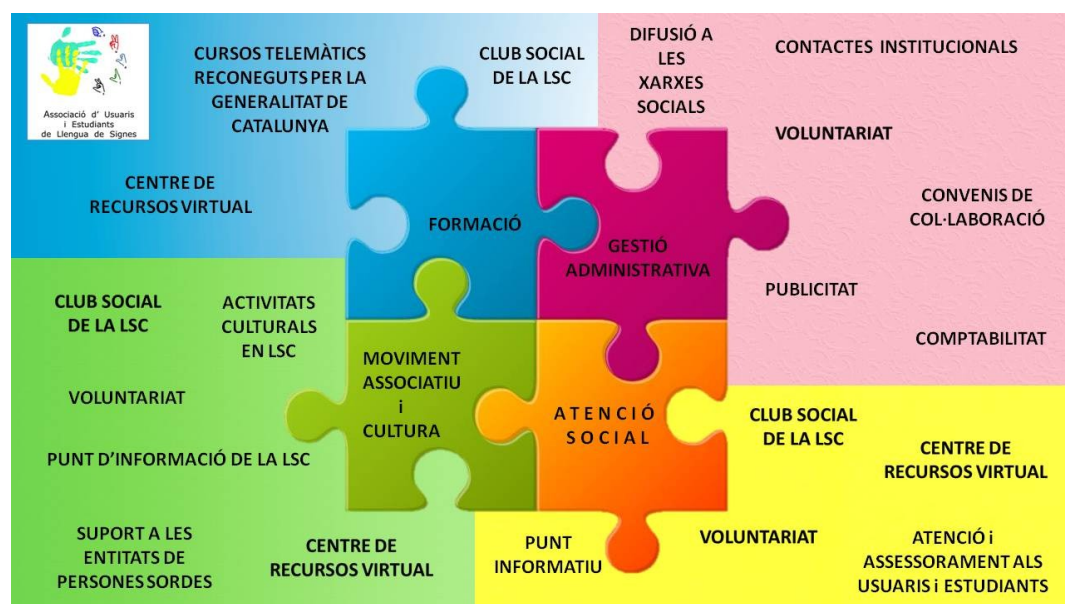 Associació d' Usuaris
i Estudiants
de Llengua de Signes
CURSOS TELEMÀTICS
RECONEGUTS PER LA
GENERALITAT DE
CATALUNYA
CLUB SOCIAL
DE LA LSC
CENTRE DE
RECURSOS VIRTUAL
FORMACIÓ
DIFUSIÓ A
LES
XARXES
SOCIALS
CONTACTES INSTITUCIONALS
VOLUNTARIAT
CONVENIS DE
COL·LABORACIÓ
GESTIÓ
ADMINISTRATIVA
PUBLICITAT
COMPTABILITAT
CLUB SOCIAL
DE LA LSC
ACTIVITATS
CULTURALS
EN LSC
MOVIMENT
ASSOCIATIU
i
CULTURA
VOLUNTARIAT
PUNT D'INFORMACIÓ DE LA LSC
SUPORT A LES
ENTITATS DE
PERSONES SORDES
CENTRE DE
RECURSOS VIRTUAL
ATENCIÓ
SOCIAL
CLUB SOCIAL
DE LA LSC
CENTRE DE
RECURSOS VIRTUAL
PUNT
INFORMATIU
VOLUNTARIAT
ATENCIÓ i
ASSESSORAMENT ALS
USUARIS i ESTUDIANTS